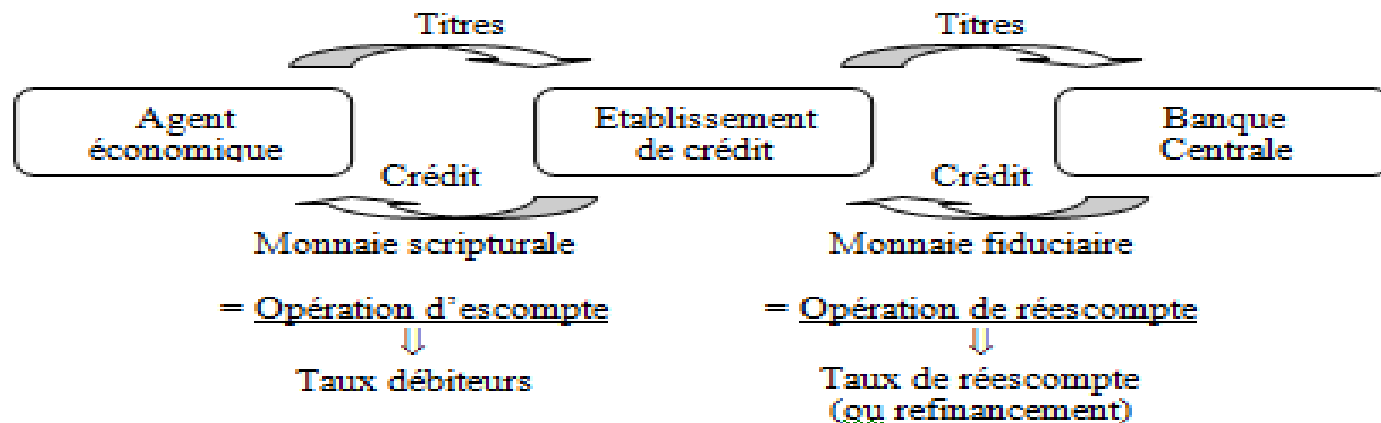 Titres
Titres
Agent
économique
Etablissement
de crédit
Banque
Centrale
Crédit
Crédit
Monnaie scripturale
Monnaie fiduciaire
= Opération d’escompte
= Opération de réescompte
Taux débiteurs
Taux de réescompte
(ou refinancement)